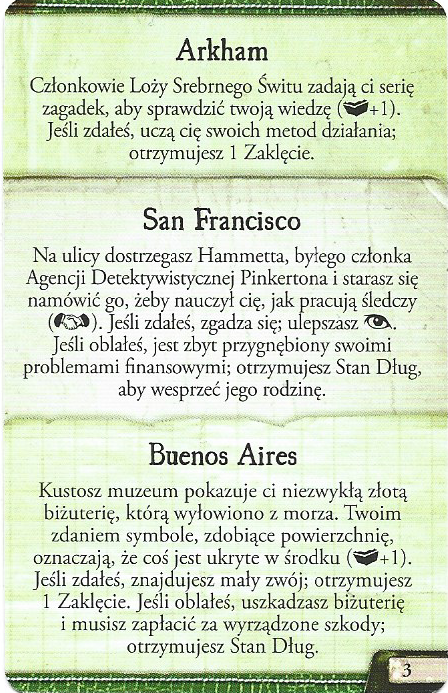 Arkham
Członkowie Loży Srebrnego Świtu zadają ci serię
zagadek, aby sprawdzić twoją wiedzę (+1).
Jeśli zdałeś, uczą cię swoich metod działania;
otrzymujesz 1 Zaklęcie.
San Francisco
Na ulicy dostrzegasz Hammetta, byłego członka
Agencji Detektywistycznej Pinkertona i starasz się
namówić go, żeby nauczył cię, jak pracują śledczy
(). Jeśli zdałeś, zgadza się; ulepszasz .
Jeśli oblałeś, jest zbyt przygnębiony swoimi
problemami finansowymi; otrzymujesz Stan Dług,
aby wesprzeć jego rodzinę.
Buenos Aires
Kustosz muzeum pokazuje ci niezwykłą złotą
biżuterię, którą wyłowiono z morza. Twoim
zdaniem symbole, zdobiące powierzchnię,
oznaczają, że coś jest ukryte w środku (+1).
Jeśli zdałeś, znajdujesz mały zwój; otrzymujesz
1 Zaklęcie. Jeśli oblałeś, uszkadzasz biżuterię
i musisz zapłacić za wyrządzone szkody;
otrzymujesz Stan Dług.
3